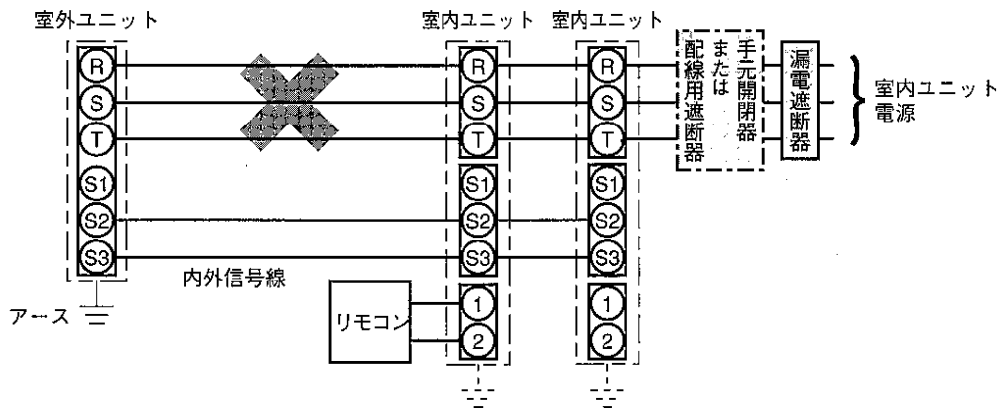 室外ユニット
室内ユニット
室内ユニット
R
S
T
S1
S2
S3
R
S
T
S1
S2
S3
1
2
R
S
T
S1
S2
S3
1
2
手元開閉器
または
配線用遮断器
漏電遮断器
室内ユニット
電源
内外信号線
アース
リモコン